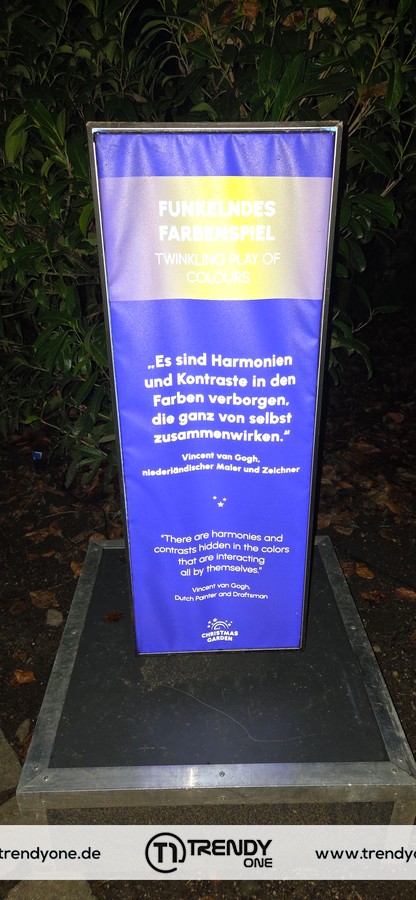 FUNKELNDES
FARBENSPIEL
TWINKLING PLAY OF
COLOURS
„Es sind Harmonien
und Kontraste in den
Farben verborgen,
die ganz von selbst
zusammenwirken.“
Vincent van Gogh,
niederländischer Maler und Zeichner
"There are harmonies and
contrasts hidden in the colors
that are interacting
all by themselves."
Vincent van Gogh,
Dutch Painter and Draftsman
CHRISTMAS
GARDEN
trendyone.de
TRENDY
ONE
www.trendyo